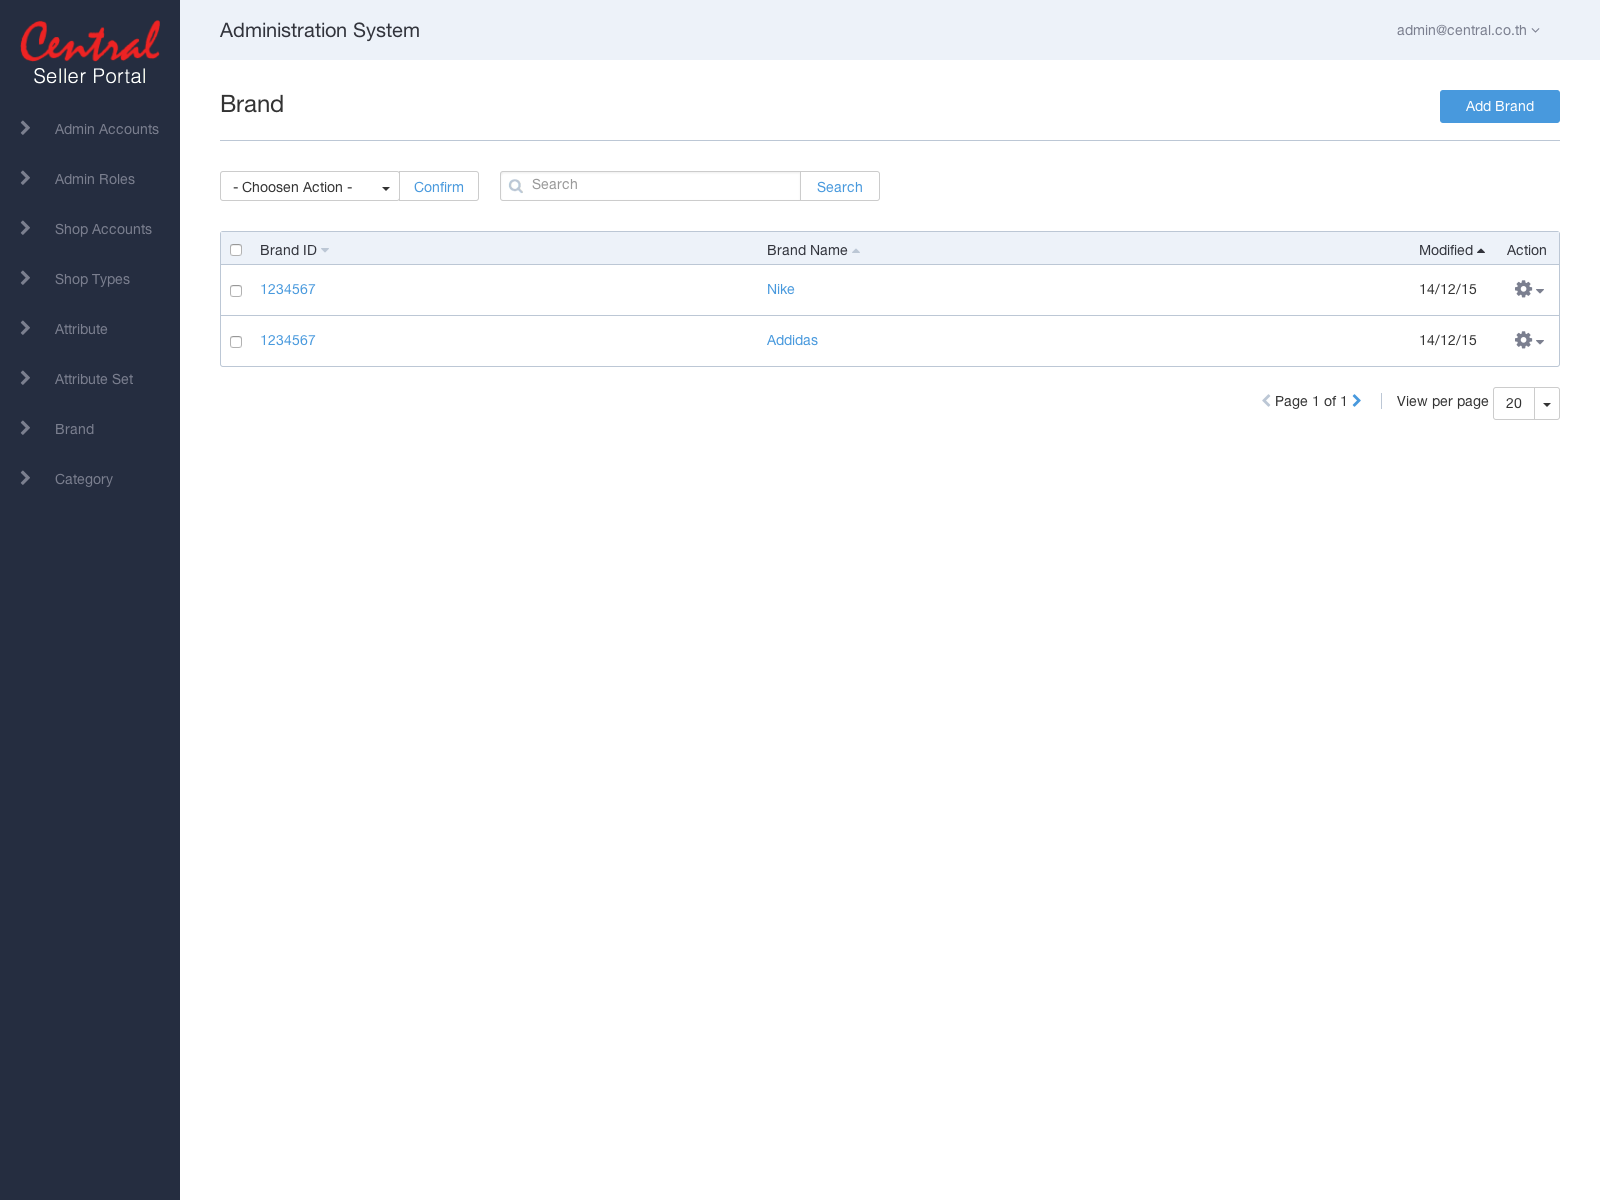 Central
Seller Portal
Admin Accounts
Admin Roles
Shop Accounts
Shop Types
Attribute
Attribute Set
Brand
Category
Administration System
admin@central.co.th
Brand
Add Brand
- Choosen Action -
Confirm
Search
Search
Brand ID
Brand Name
Modified
Action
1234567
Nike
14/12/15
1234567
Addidas
14/12/15
Page 1 of 1
View per page
20